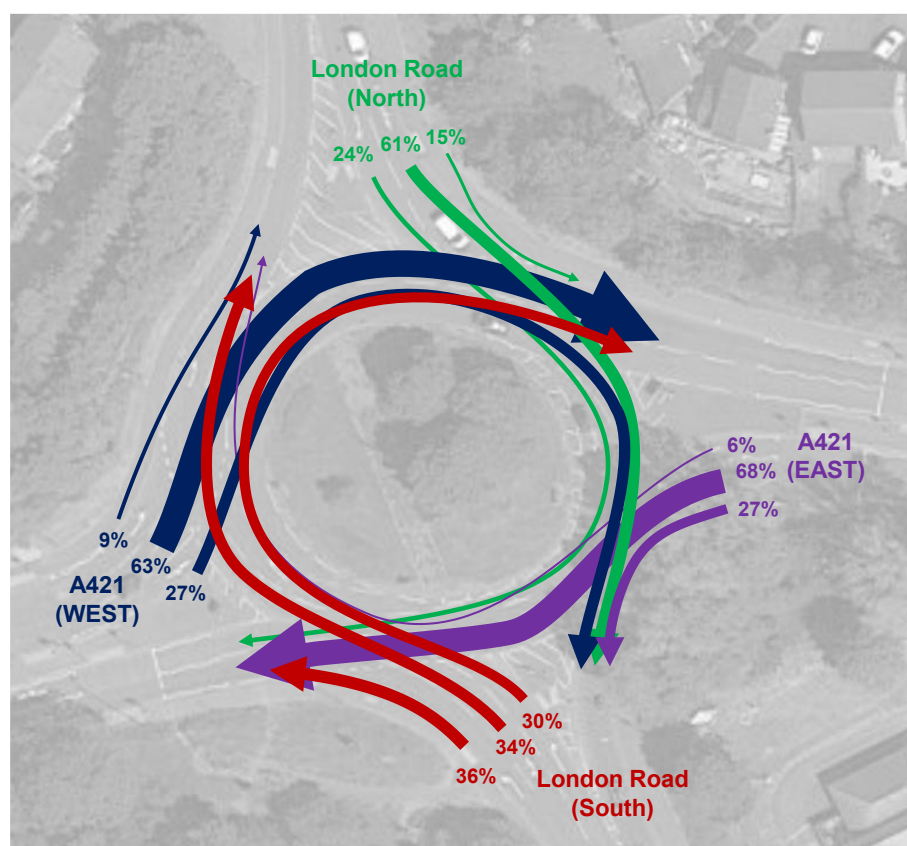 London Road
(North)
15%
61%
24%
6%
A421
(EAST)
68%
27%
9%
63%
A421
(WEST)
27%
30%
34%
36%
London Road
(South)